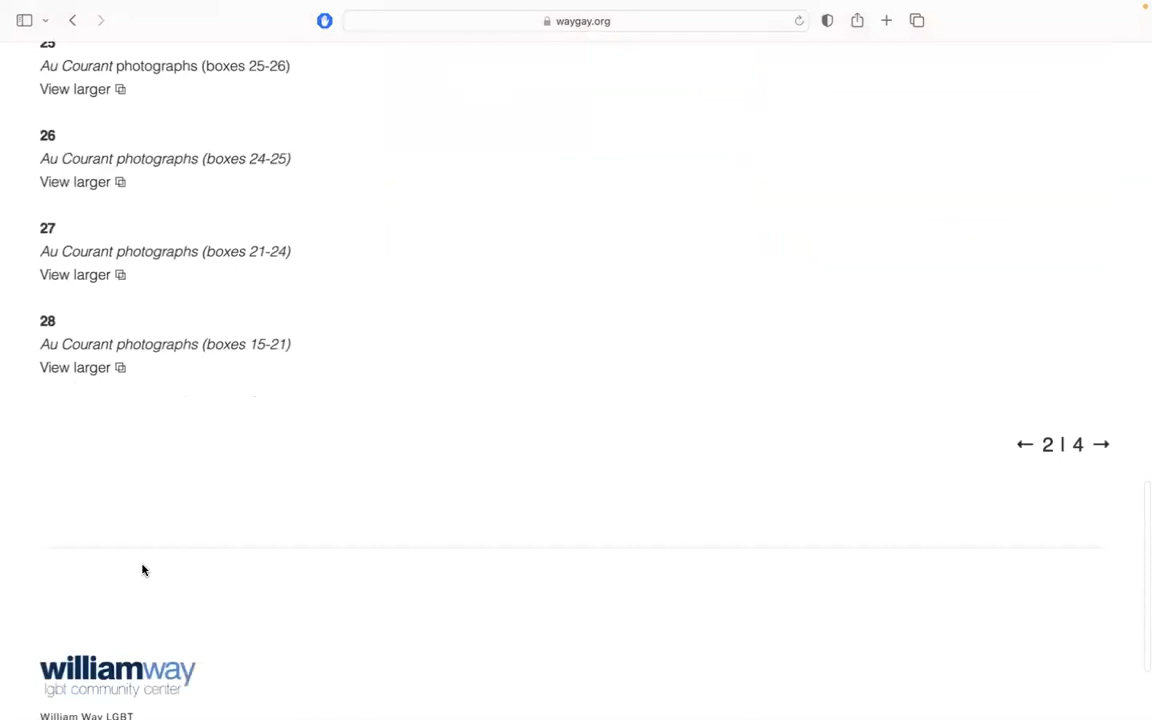 waygay.org
25
Au Courant photographs (boxes 25-26)
View larger
26
Au Courant photographs (boxes 24-25)
View larger
27
Au Courant photographs (boxes 21-24)
View larger
28
Au Courant photographs (boxes 15-21)
View larger
← 2 | 4 →
williamway
lgbt community center
William Way LGBT